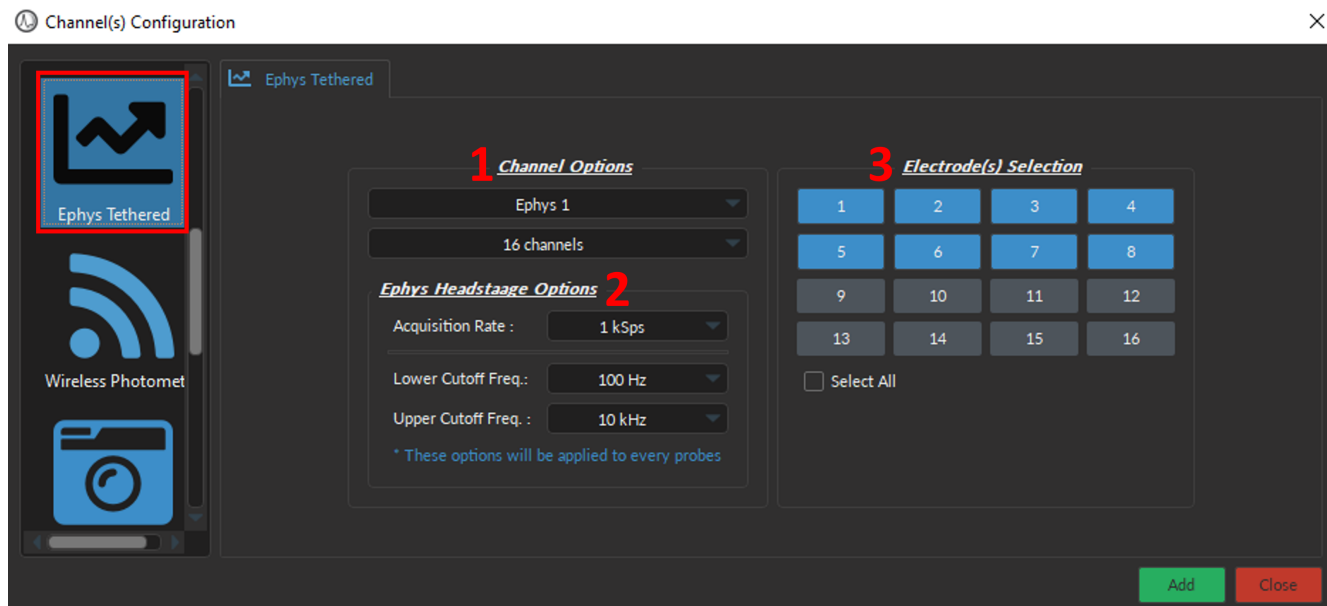 Channel(s) Configuration
Ephys Tethered
Wireless Photomet
Ephys Tethered
1 Channel Options
Ephys 1
16 channels
Ephys Headstaage Options 2
Acquisition Rate : 1 kSps
Lower Cutoff Freq.: 100 Hz
Upper Cutoff Freq. : 10 kHz
* These options will be applied to every probes
3 Electrode(s) Selection
1 2 3 4
5 6 7 8
9 10 11 12
13 14 15 16
Select All
Add Close